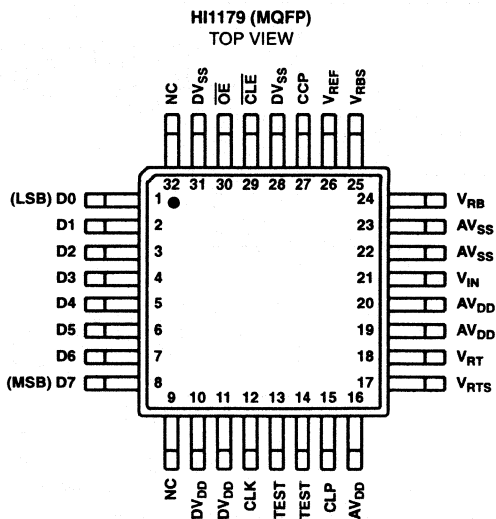 HI1179 (MQFP)
TOP VIEW
NC DVSS OE CLE DVSS CCP VREF VRBS
32 31 30 29 28 27 26 25
(LSB) D0 1 24 VRB
D1 2 23 AVSS
D2 3 22 AVSS
D3 4 21 VIN
D4 5 20 AVDD
D5 6 19 AVDD
D6 7 18 VRT
(MSB) D7 8 17 VRTS
9 10 11 12 13 14 15 16
NC DVDD DVDD CLK TEST TEST CLP AVDD